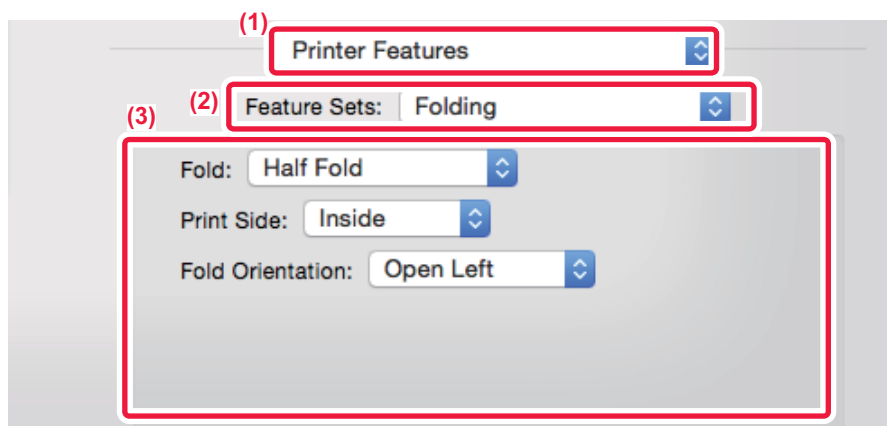 (1)
Printer Features
(2) Feature Sets: Folding
(3)
Fold: Half Fold
Print Side: Inside
Fold Orientation: Open Left